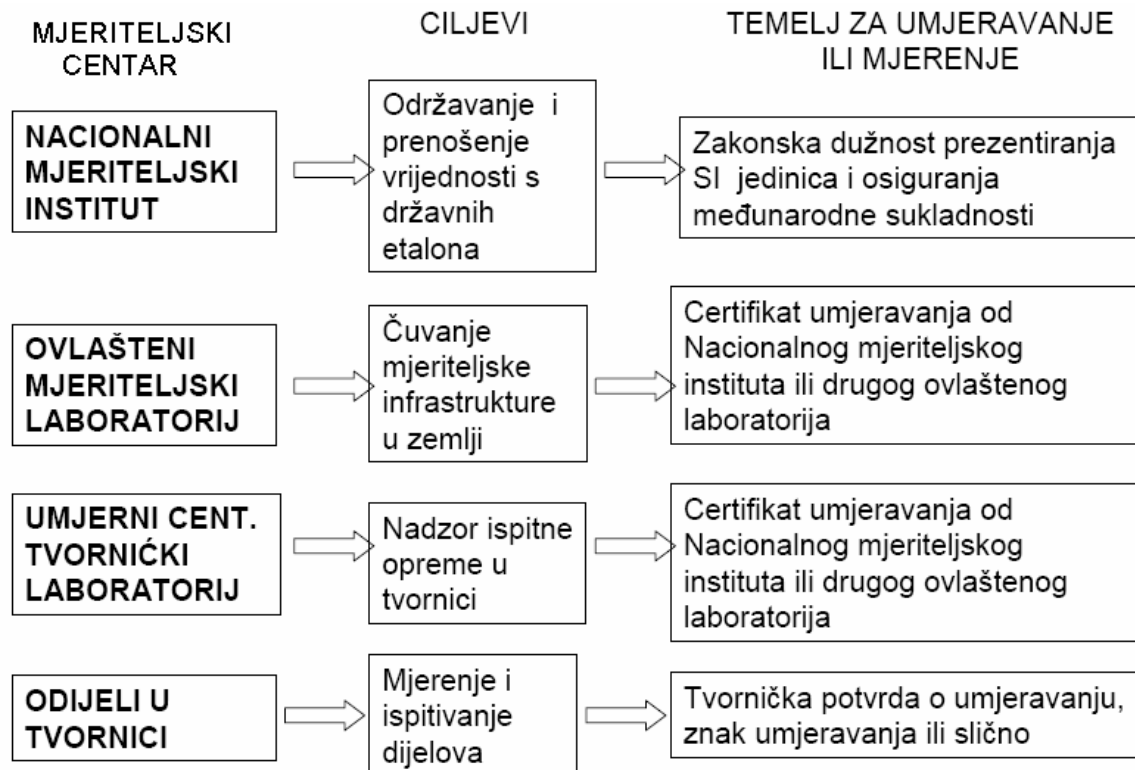 MJERITELJSKI
CENTAR
CILJEVI
TEMELJ ZA UMJERAVANJE
ILI MJERENJE
NACIONALNI
MJERITELJSKI
INSTITUT
Održavanje i
prenošenje
vrijednosti s
državnih
etalona
Zakonska dužnost prezentiranja
SI jedinica i osiguranja
međunarodne sukladnosti
OVLAŠTENI
MJERITELJSKI
LABORATORIJ
Čuvanje
mjeriteljske
infrastrukture
u zemlji
Certifikat umjeravanja od
Nacionalnog mjeriteljskog
instituta ili drugog ovlaštenog
laboratorija
UMJERNI CENT.
TVORNIĆKI
LABORATORIJ
Nadzor ispitne
opreme u
tvornici
Certifikat umjeravanja od
Nacionalnog mjeriteljskog
instituta ili drugog ovlaštenog
laboratorija
ODIJELI U
TVORNICI
Mjerenje i
ispitivanje
dijelova
Tvornička potvrda o umjeravanju,
znak umjeravanja ili slično